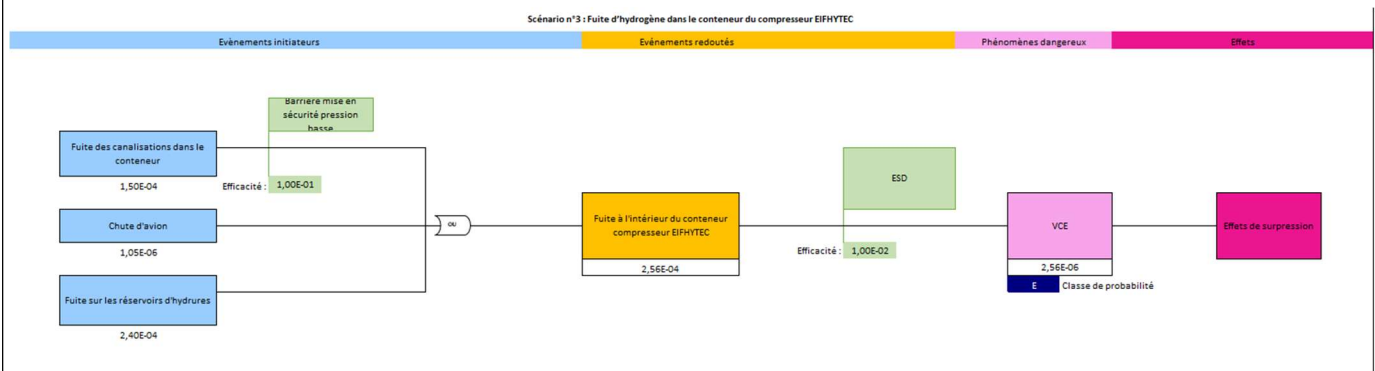 Scénario n°3 : Fuite d’hydrogène dans le conteneur du compresseur EIFHYTEC
Evènements initiateurs
Evénements redoutés
Phénomènes dangereux
Effets
Barrière mise en
sécurité pression
basse
Fuite des canalisations dans le
conteneur
1,50E-04
Efficacité :
1,00E-01
Chute d'avion
1,05E-06
ou
Fuite sur les réservoirs d'hydrures
2,40E-04
Fuite à l'intérieur du conteneur
compresseur EIFHYTEC
2,56E-04
ESD
Efficacité :
1,00E-02
VCE
2,56E-06
E
Classe de probabilité
Effets de surpression